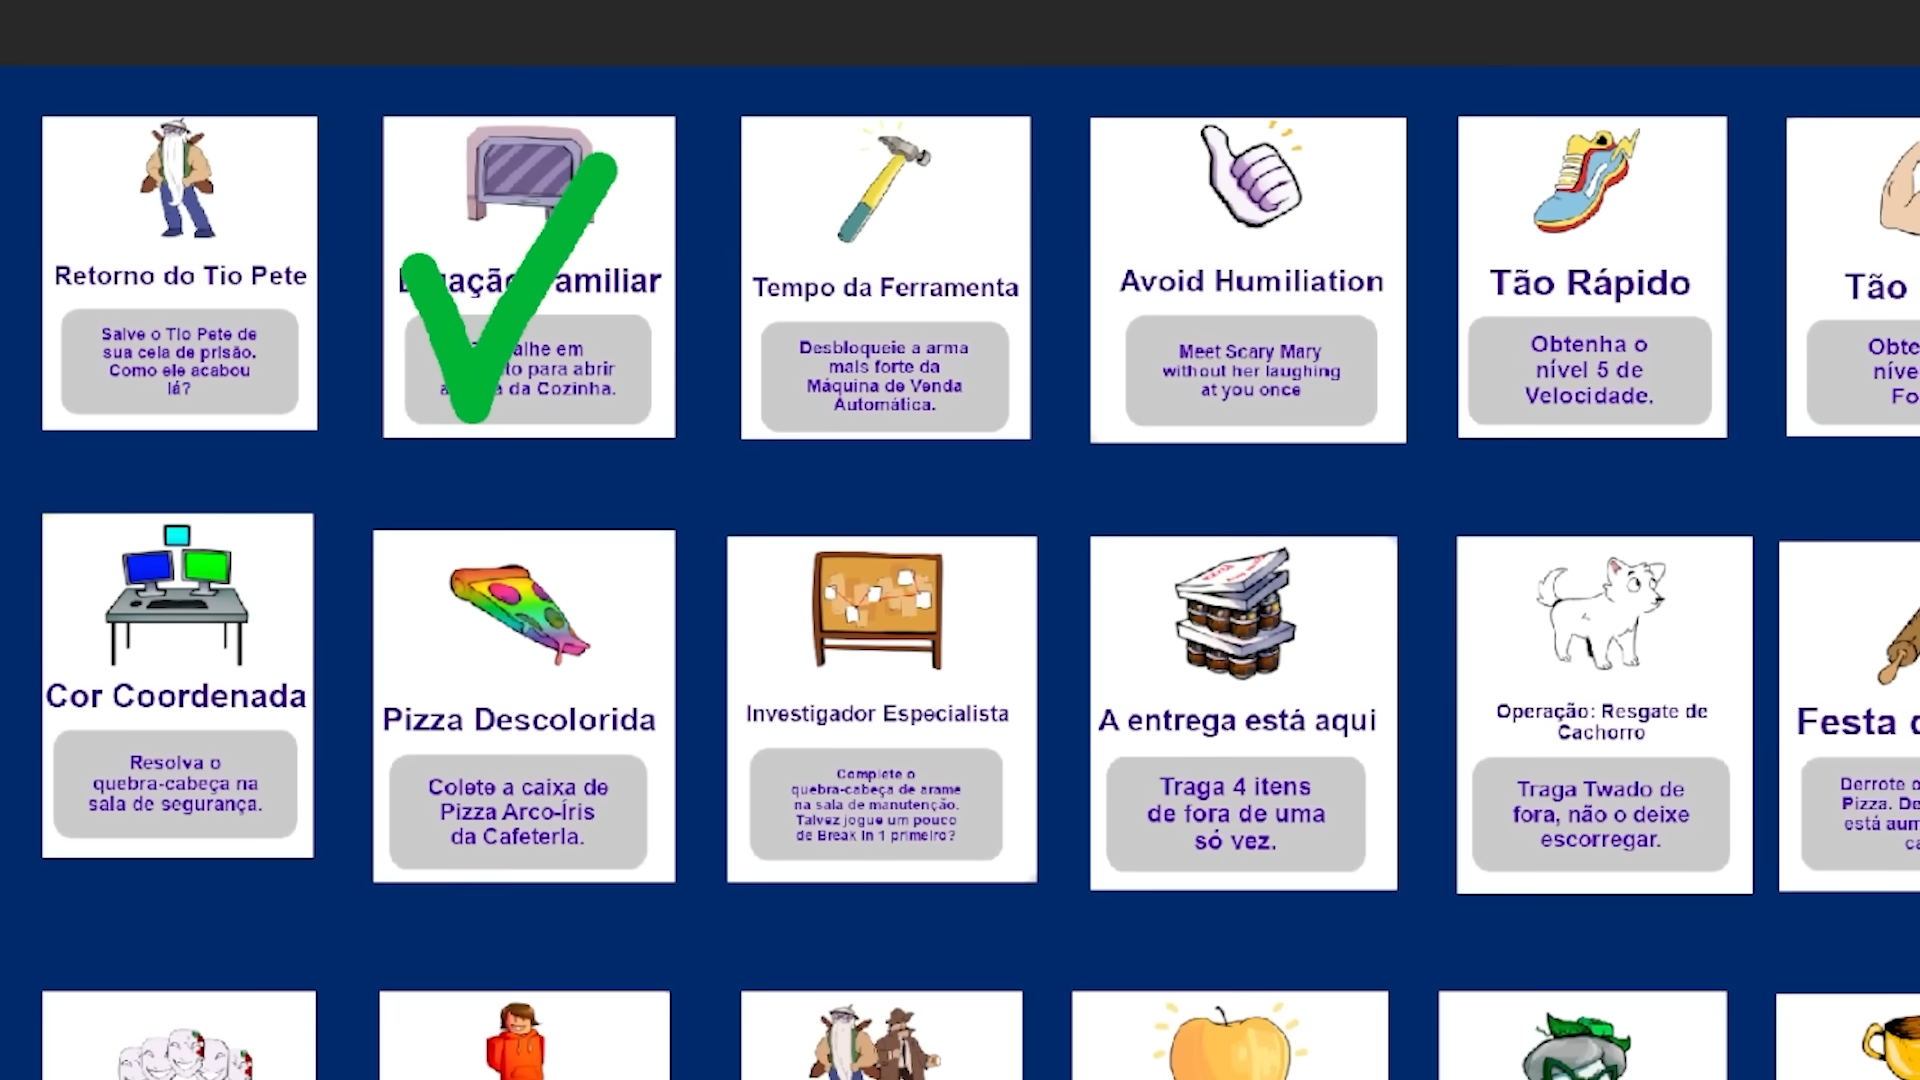 Retorno do Tio Pete
Salve o Tio Pete de
sua cela de prisão.
Como ele acabou
lá?
amiliar
to para abrir
da Cozinha.
Tempo da Ferramenta
Desbloqueie a arma
mais forte da
Máquina de Venda
Automática.
Avoid Humiliation
Meet Scary Mary
without her laughing
at you once
Tão Rápido
Obtenha o
nível 5 de
Velocidade.
Tão
Cor Coordenada
Resolva o
quebra-cabeça na
sala de segurança.
Pizza Descolorida
Colete a caixa de
Pizza Arco-Íris
da Cafeteria.
Investigador Especialista
Complete o
quebra-cabeça de arame
na sala de manutenção.
Talvez jogue um pouco
de Break in 1 primeiro?
A entrega está aqui
Traga 4 itens
de fora de uma
só vez.
Operação: Resgate de
Cachorro
Traga Twado de
fora, não o deixe
escorregar.
Festa
Derrote
Pizza.
está